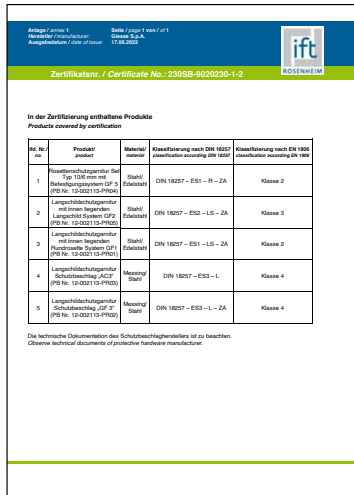 Anlage / annex 1
Seite / page 1 von / of 1
Hersteller / manufacturer:
Giesse S.p.A.
Ausgabedatum / date of issue:
17.06.2022
ift
ROSENHEIM
Zertifikatsnr. / Certificate No.: 230SB-9020230-1-2
In der Zertifizierung enthaltene Produkte
Products covered by certification
lfd. Nr./ no.
Produkt/ product
Material/ material
Klassifizierung nach DIN 18257 classification according DIN 18257
Klassifizierung nach EN 1906 classification according EN 1906
1
Rosettenschutzgarnitur Set
Typ 10/6 mm mit
Befestigungssystem GF 5
(PB Nr. 12-002113-PR04)
Stahl/
Edelstahl
DIN 18257 – ES1 – R – ZA
Klasse 2
2
Langschildschutzgarnitur
mit innen liegenden
Langschild System GF2
(PB Nr. 12-002113-PR05)
Stahl/
Edelstahl
DIN 18257 – ES2 – LS – ZA
Klasse 3
3
Langschildschutzgarnitur
mit innen liegenden
Rundrosette System GF1
(PB Nr. 12-002113-PR01)
Stahl/
Edelstahl
DIN 18257 – ES1 – LS – ZA
Klasse 2
4
Langschildschutzgarnitur
Schutzbeschlag „AC3"
(PB Nr. 12-002113-PR03)
Messing/
Stahl
DIN 18257 – ES3 – L
Klasse 4
5
Langschildschutzgarnitur
Schutzbeschlag „GF 3"
(PB Nr. 12-002113-PR02)
Messing/
Stahl
DIN 18257 – ES3 – L – ZA
Klasse 4
Die technische Dokumentation des Schutzbeschlagherstellers ist zu beachten.
Observe technical documents of protective hardware manufacturer.